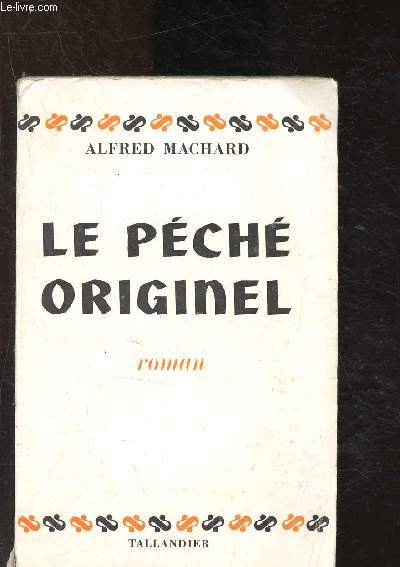 Le-livre.com
ALFRED MACHARD
LE PÉCHÉ
ORIGINEL
roman
TALLANDIER